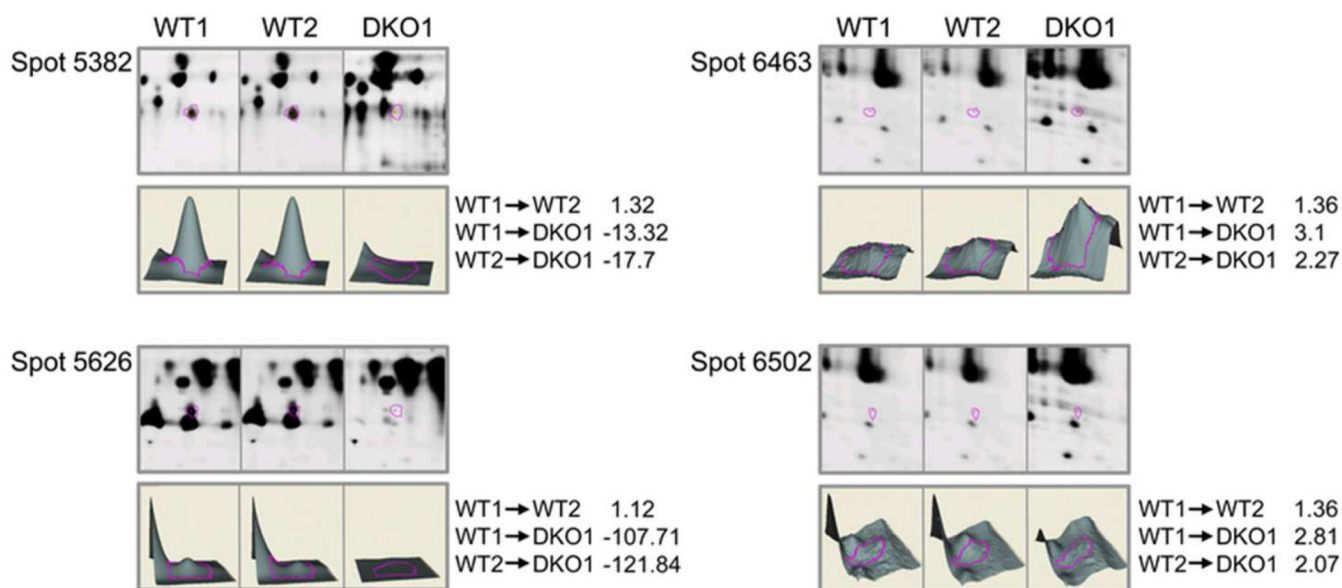 WT1 WT2 DKO1
Spot 5382
WT1→WT2 1.32
WT1→DKO1 -13.32
WT2→DKO1 -17.7
WT1 WT2 DKO1
Spot 6463
WT1→WT2 1.36
WT1→DKO1 3.1
WT2→DKO1 2.27
Spot 5626
WT1→WT2 1.12
WT1→DKO1 -107.71
WT2→DKO1 -121.84
Spot 6502
WT1→WT2 1.36
WT1→DKO1 2.81
WT2→DKO1 2.07